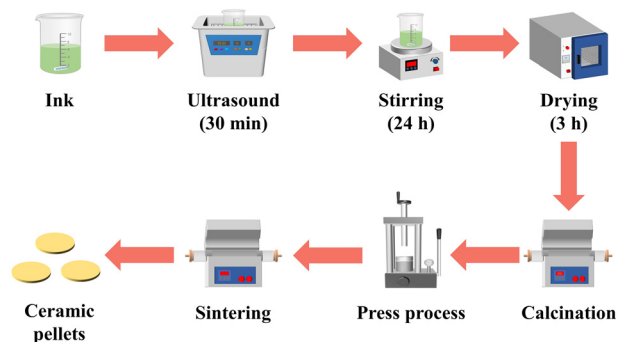 Ink
Ultrasound
(30 min)
Stirring
(24 h)
Drying
(3 h)
Calcination
Press process
Sintering
Ceramic
pellets